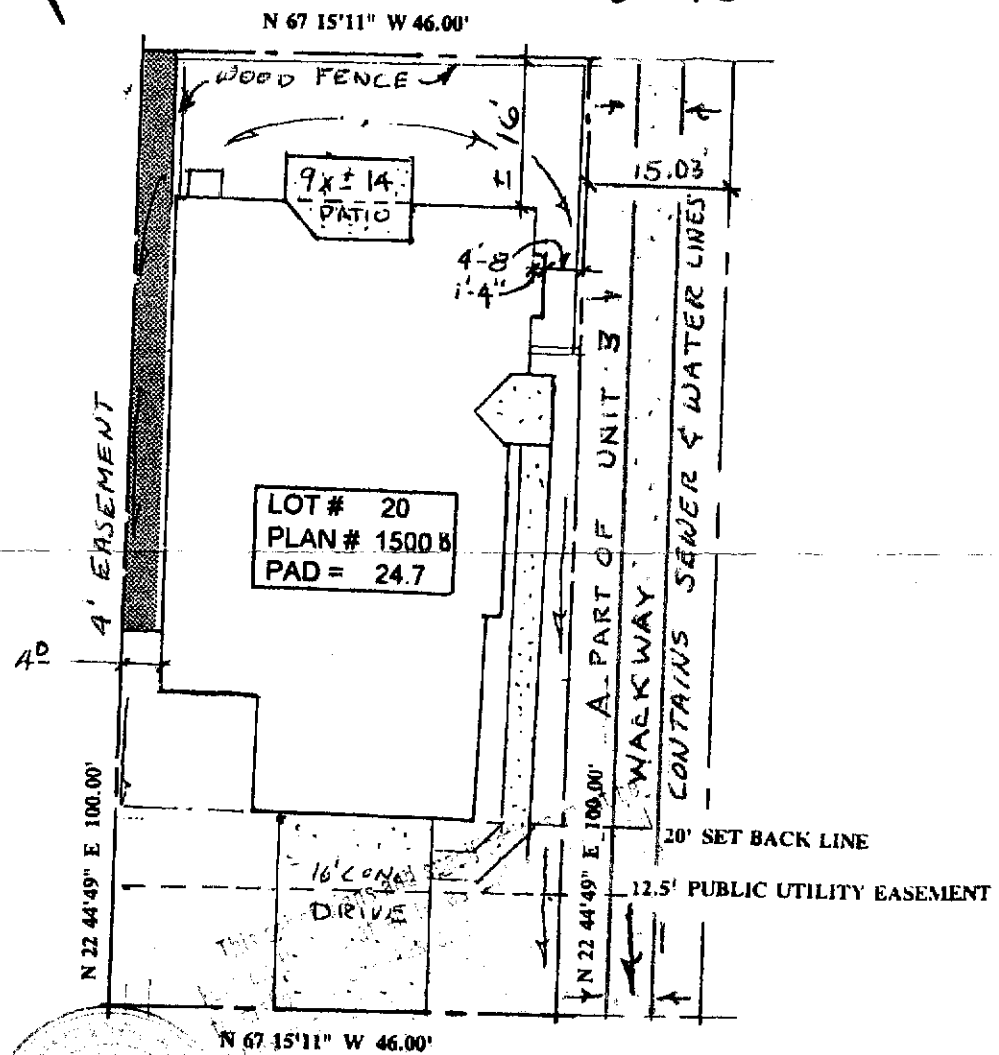 N 67 15'11" W 46.00'
WOOD FENCE
± 16'
9 x ± 14
PATIO
15.03'
4'-8
1'-4"
4' EASEMENT
LOT # 20
PLAN # 1500 B
PAD = 24.7
A PART OF UNIT 3
WALKWAY
CONTAINS SEWER & WATER LINES
4⁰
N 22 44'49" E 100.00'
N 22 44'49" E 100.00'
20' SET BACK LINE
12.5' PUBLIC UTILITY EASEMENT
16' CONC
DRIVE
N 67 15'11" W 46.00'